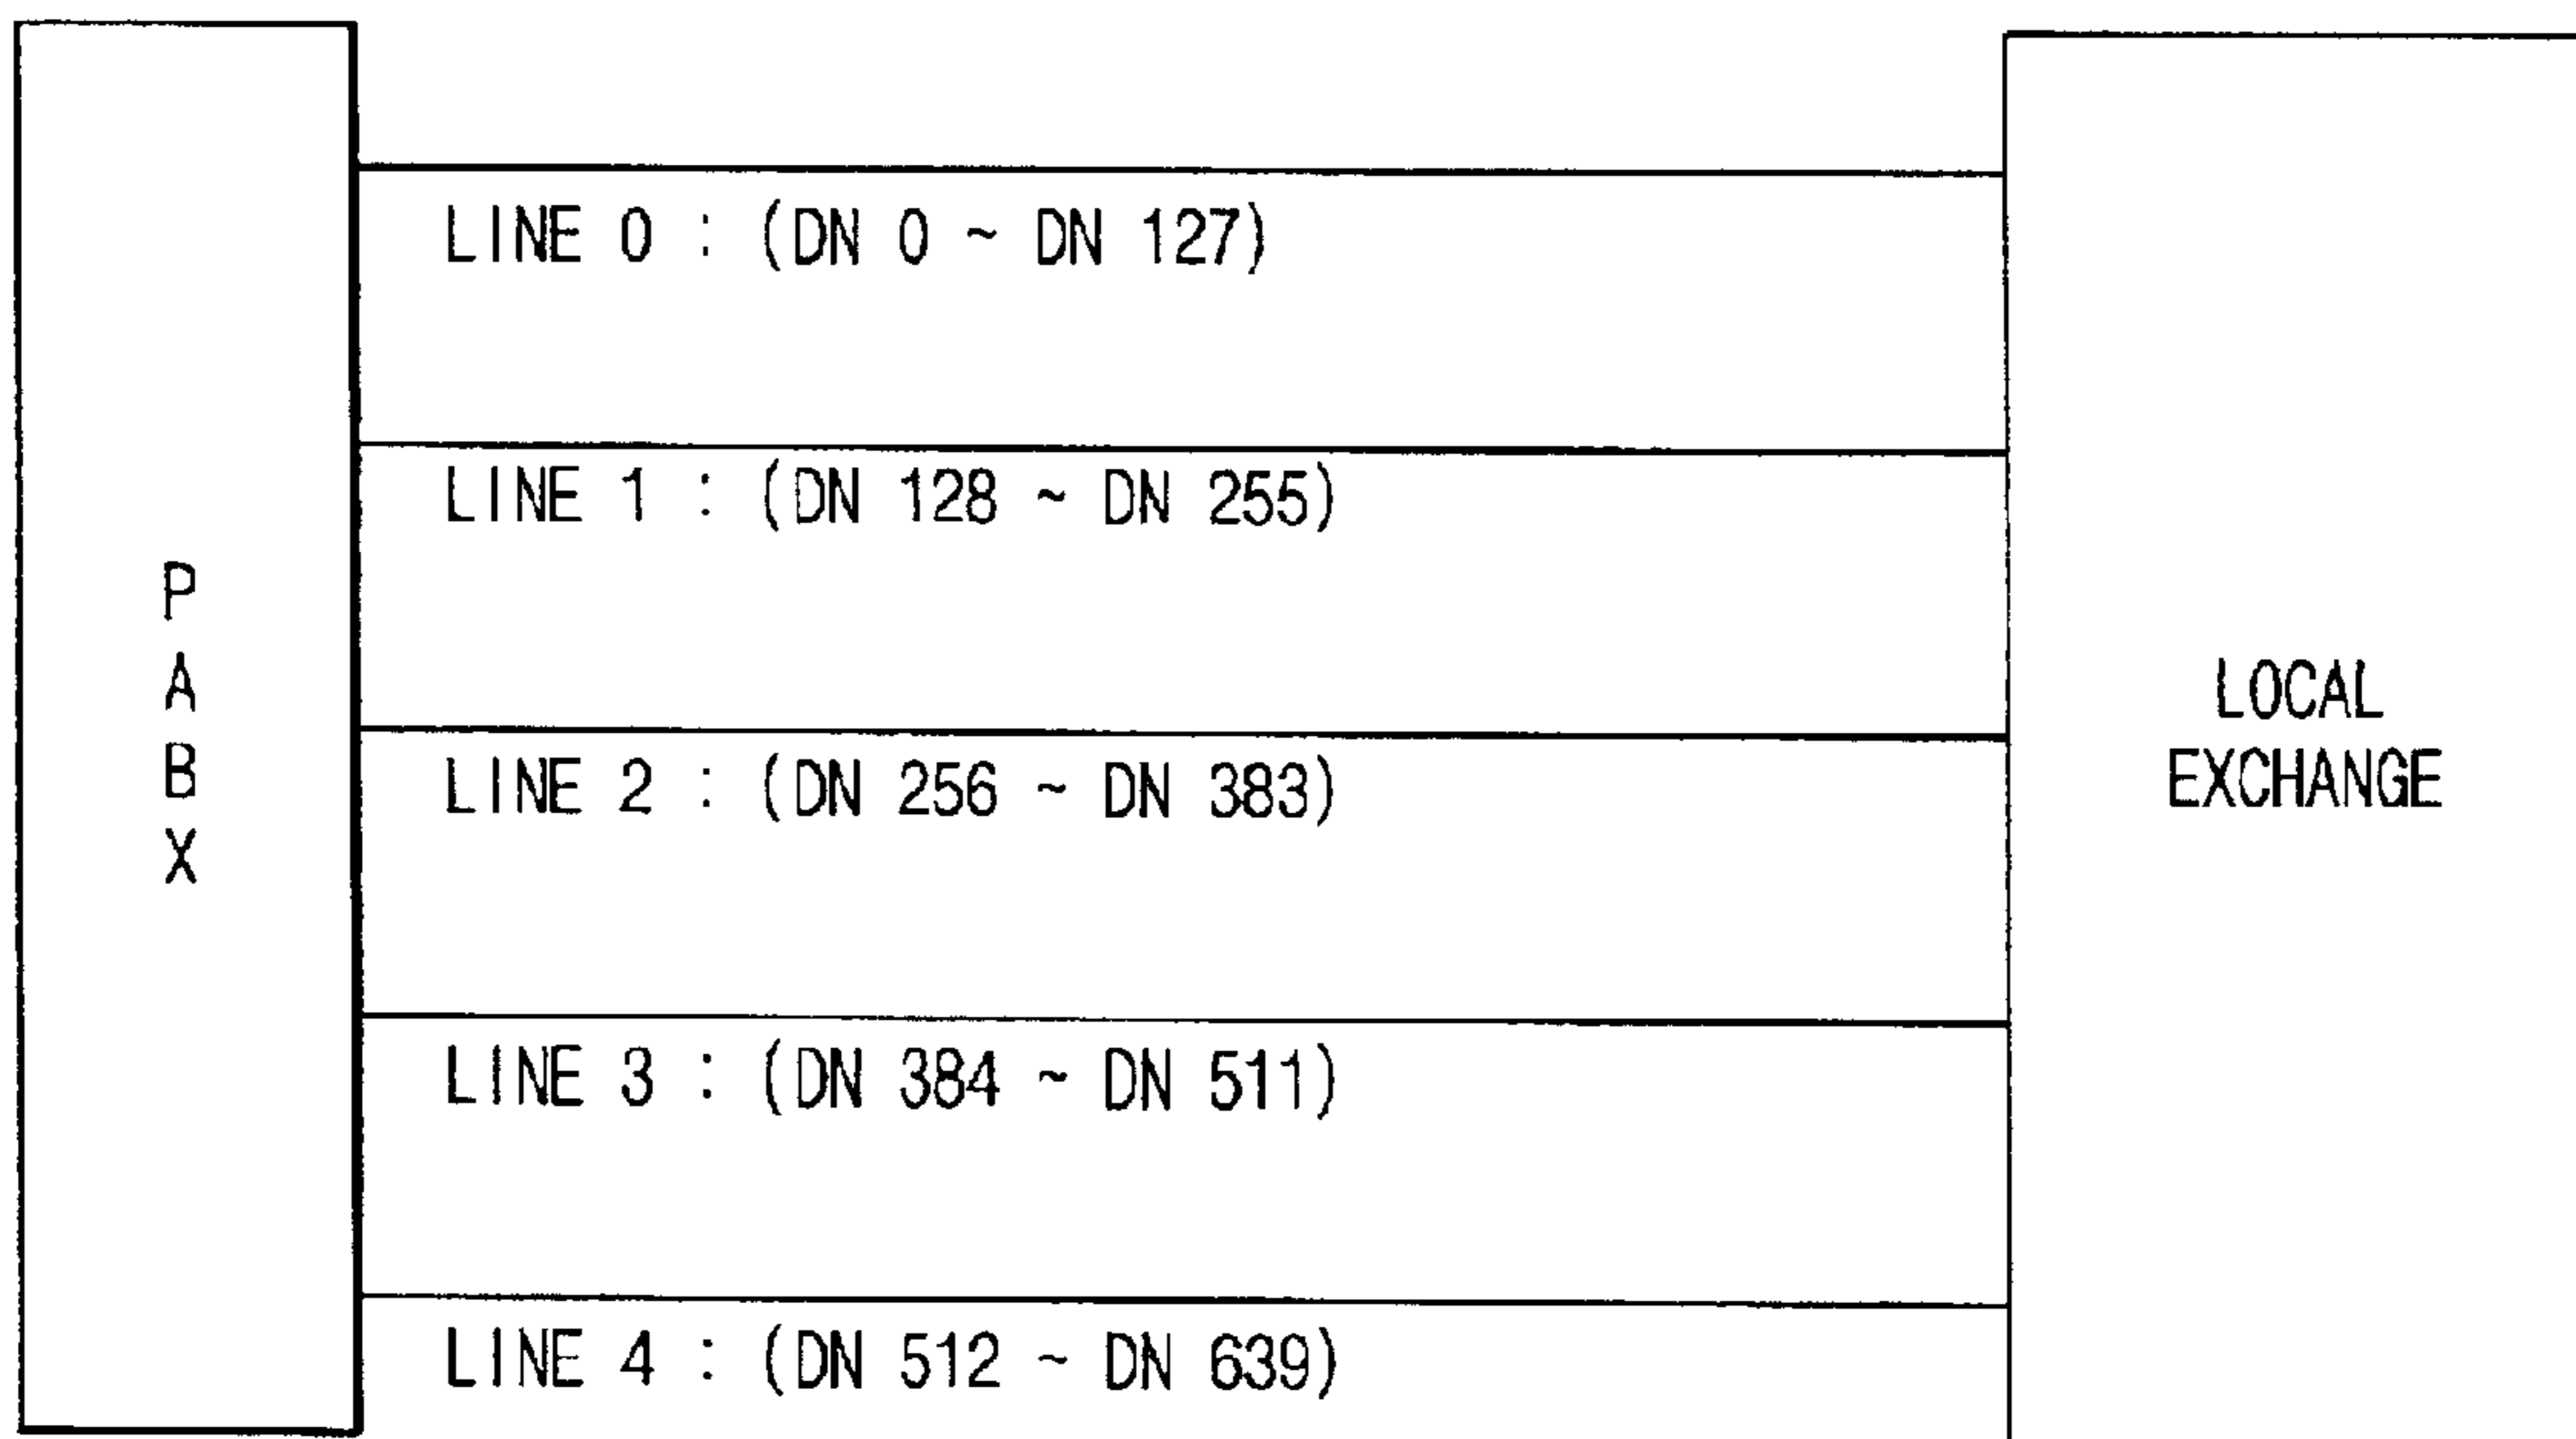 PABX
LINE 0 : (DN 0 ~ DN 127)
LINE 1 : (DN 128 ~ DN 255)
LINE 2 : (DN 256 ~ DN 383)
LINE 3 : (DN 384 ~ DN 511)
LINE 4 : (DN 512 ~ DN 639)
LOCAL
EXCHANGE